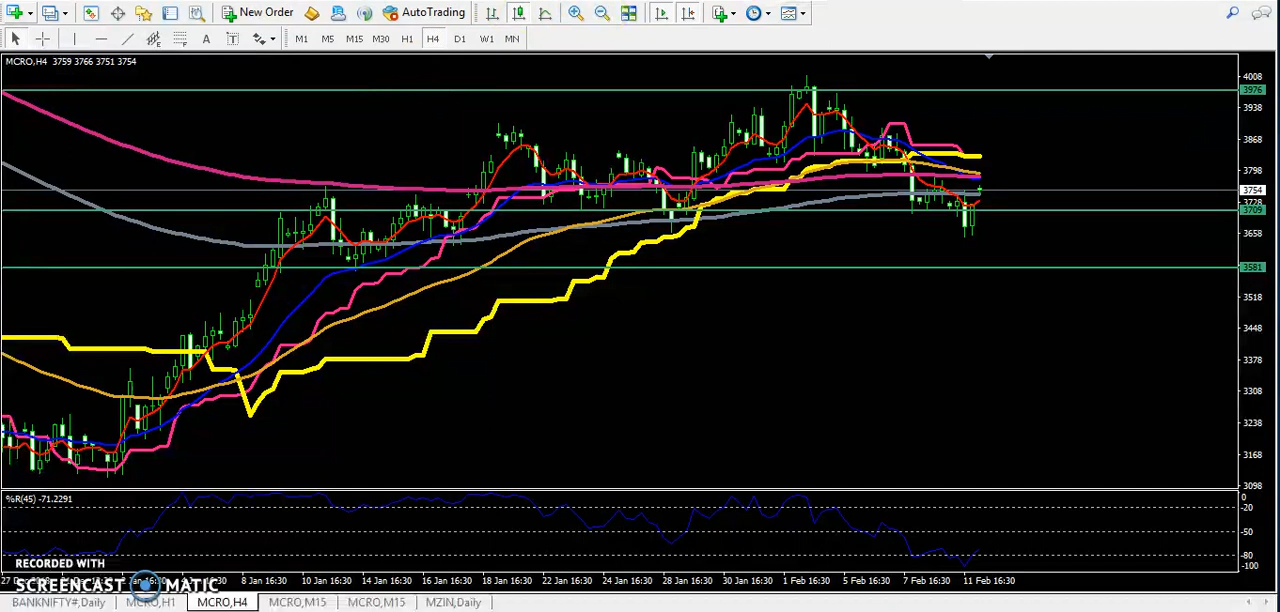 New Order AutoTrading
A T M1 M5 M15 M30 H1 H4 D1 W1 MN
MCRO,H4 3759 3766 3751 3754
4008
3976
3938
3868
3798
3754
3728
3709
3658
3581
3518
3448
3378
3308
3238
3168
3098
%R(45) -71.2291
0
-20
-50
-80
-100
RECORDED WITH
SCREENCAST MATIC
8 Jan 16:30 10 Jan 16:30 14 Jan 16:30 16 Jan 16:30 18 Jan 16:30 22 Jan 16:30 24 Jan 16:30 28 Jan 16:30 30 Jan 16:30 1 Feb 16:30 5 Feb 16:30 7 Feb 16:30 11 Feb 16:30
BANKNIFTY#,Daily MCRO,H1 MCRO,H4 MCRO,M15 MCRO,M15 MZIN,Daily